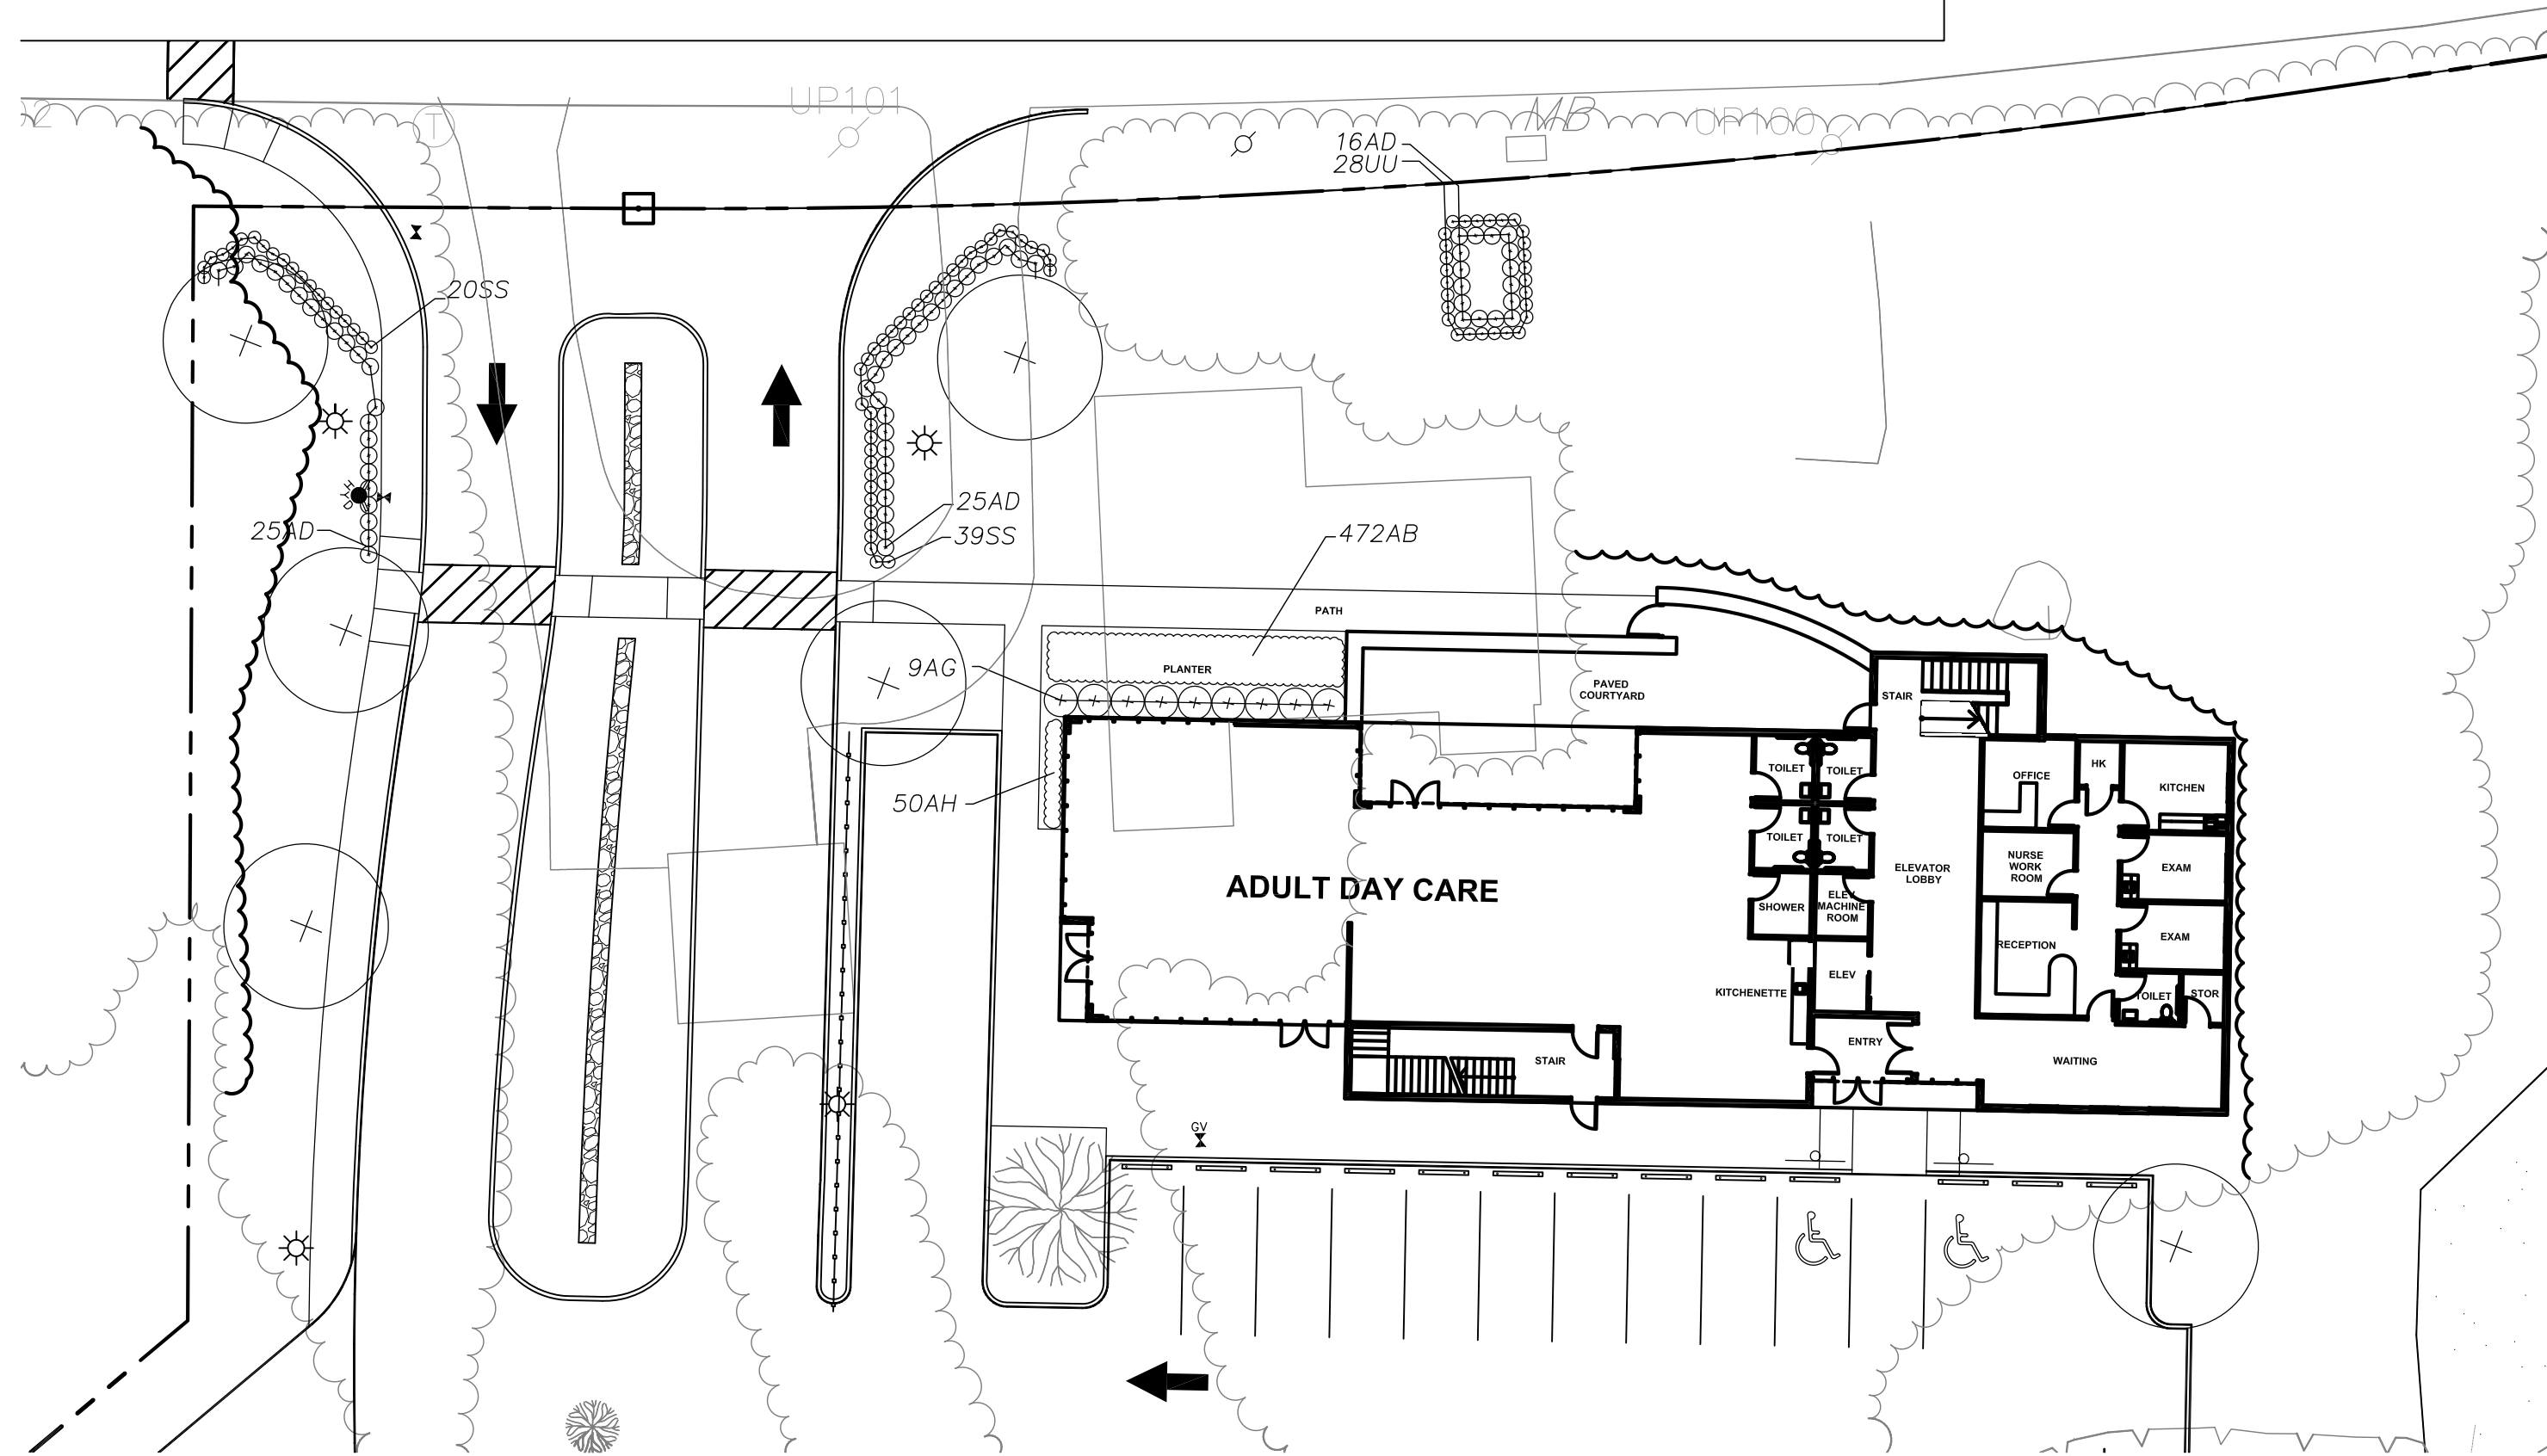 2
T
UP101
MB
UP100
16AD
28UU
20SS
25AD
39SS
25AD
HYD
472AB
PATH
9AG
PLANTER
PAVED
COURTYARD
STAIR
50AH
TOILET
TOILET
OFFICE
HK
KITCHEN
TOILET
TOILET
ADULT DAY CARE
ELEVATOR
LOBBY
NURSE
WORK
ROOM
EXAM
SHOWER
ELEV
MACHINE
ROOM
RECEPTION
EXAM
KITCHENETTE
ELEV
TOILET
STOR
STAIR
ENTRY
WAITING
GV